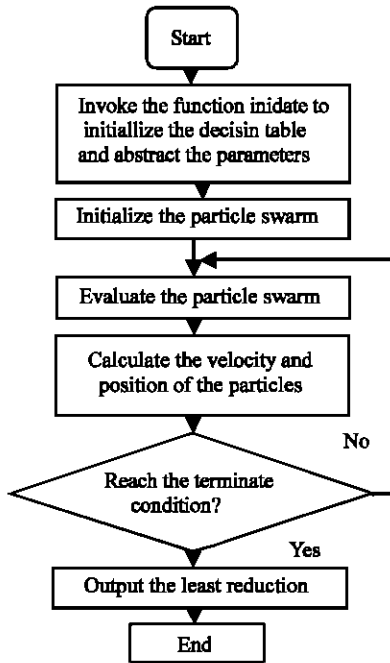 Start
Invoke the function inidate to
initiallize the decisin table
and abstract the parameters
Initialize the particle swarm
Evaluate the particle swarm
Calculate the velocity and
position of the particles
No
Reach the terminate
condition?
Yes
Output the least reduction
End